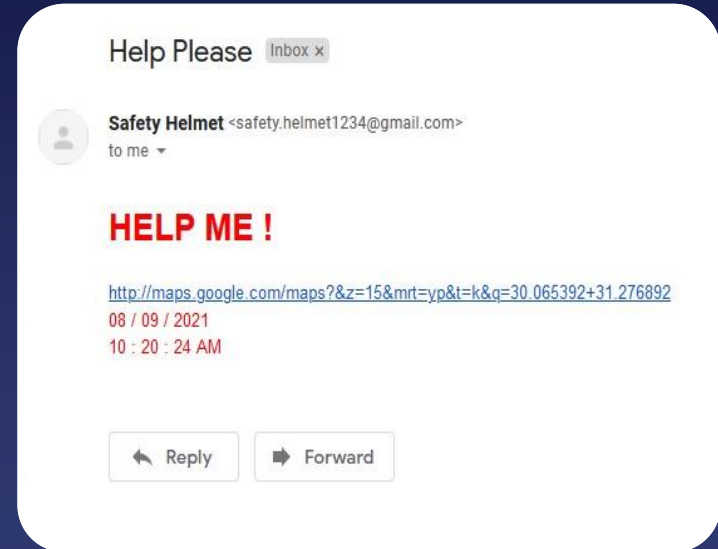 Help Please Inbox x
Safety Helmet <safety.helmet1234@gmail.com>
to me
HELP ME !
http://maps.google.com/maps?&z=15&mrt=yp&t=k&q=30.065392+31.276892
08 / 09 / 2021
10 : 20 : 24 AM
Reply Forward